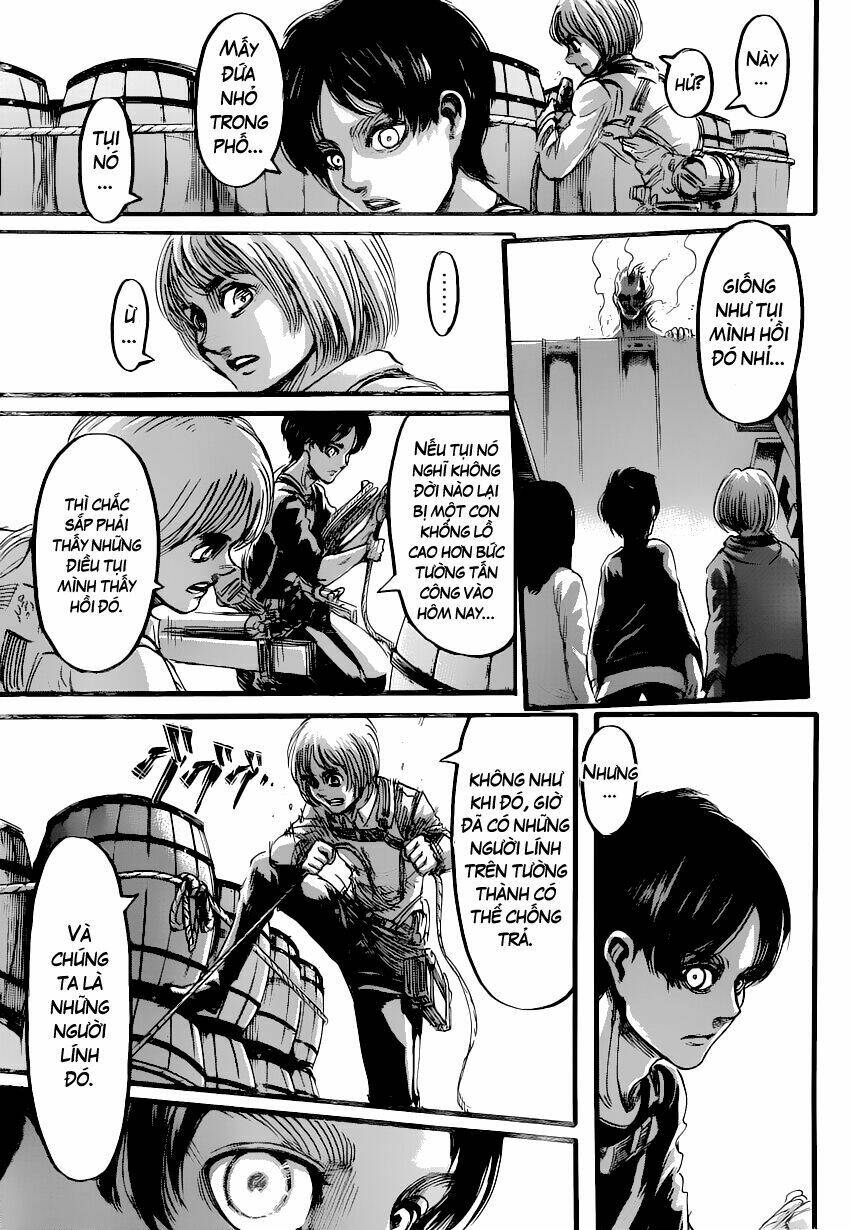 NÀY
...
HỬ?
MẤY
ĐỨA
NHỎ
TRONG
PHỐ...
TỤI
NÓ
...
GIỐNG
NHƯ TỤI
MÌNH HỒI
ĐÓ NHỈ...
......
Ừ
...
NẾU TỤI NÓ
NGHĨ KHÔNG
ĐỜI NÀO LẠI
BỊ MỘT CON
KHỔNG LỒ
CAO HƠN BỨC
TƯỜNG TẤN
CÔNG VÀO
HÔM NAY...
THÌ CHẮC
SẮP PHẢI
THẤY NHỮNG
ĐIỀU TỤI
MÌNH THẤY
HỒI ĐÓ.
NHƯNG
...
KHÔNG NHƯ
KHI ĐÓ, GIỜ
ĐÃ CÓ NHỮNG
NGƯỜI LÍNH
TRÊN TƯỜNG
THÀNH CÓ
THỂ CHỐNG
TRẢ.
VÀ
CHÚNG
TA LÀ
NHỮNG
NGƯỜI
LÍNH
ĐÓ.